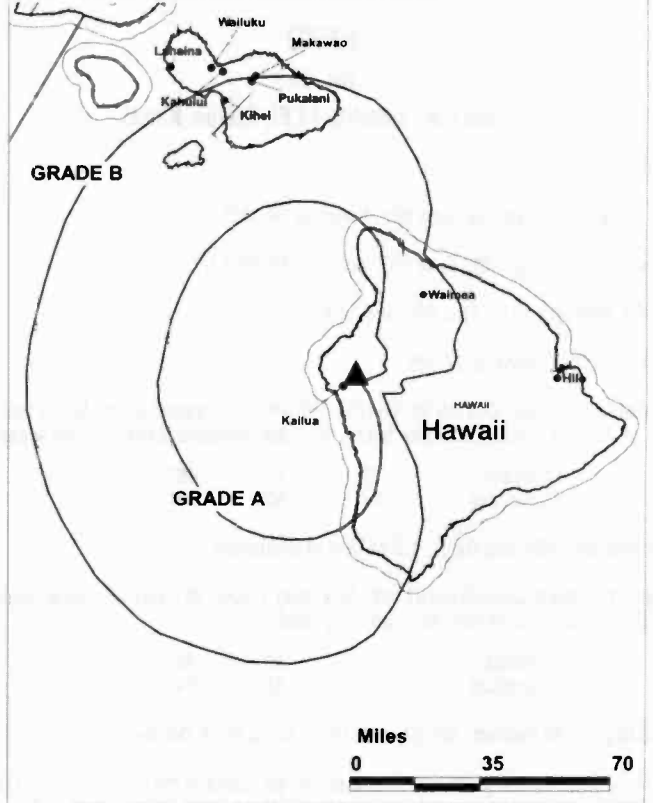 Wailuku
Lahaina
Makawao
Kahului
Pukalani
Kihei
GRADE B
Waimea
Hilo
Kailua
HAWAII
Hawaii
GRADE A
Miles
0 35 70